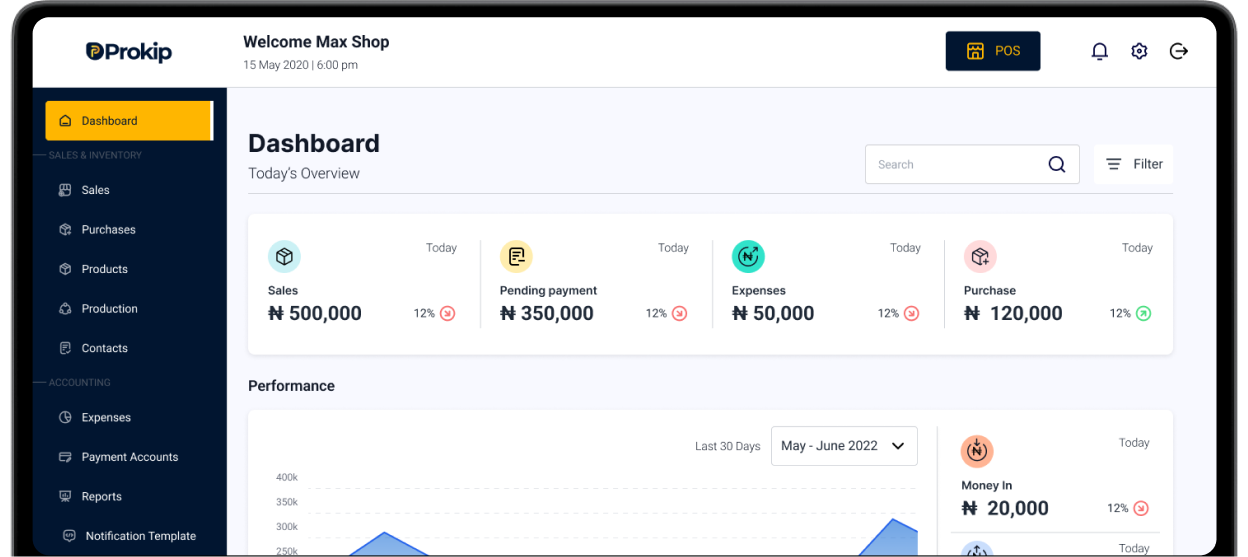 Prokip
Welcome Max Shop
15 May 2020 | 6:00 pm
POS
Dashboard
SALES & INVENTORY
Sales
Purchases
Products
Production
Contacts
ACCOUNTING
Expenses
Payment Accounts
Reports
Notification Template
Dashboard
Today's Overview
Search
Filter
Today
Sales
₦ 500,000 12%
Today
Pending payment
₦ 350,000 12%
Today
Expenses
₦ 50,000 12%
Today
Purchase
₦ 120,000 12%
Performance
Last 30 Days May - June 2022
400k
350k
300k
250k
Today
Money In
₦ 20,000 12%
Today